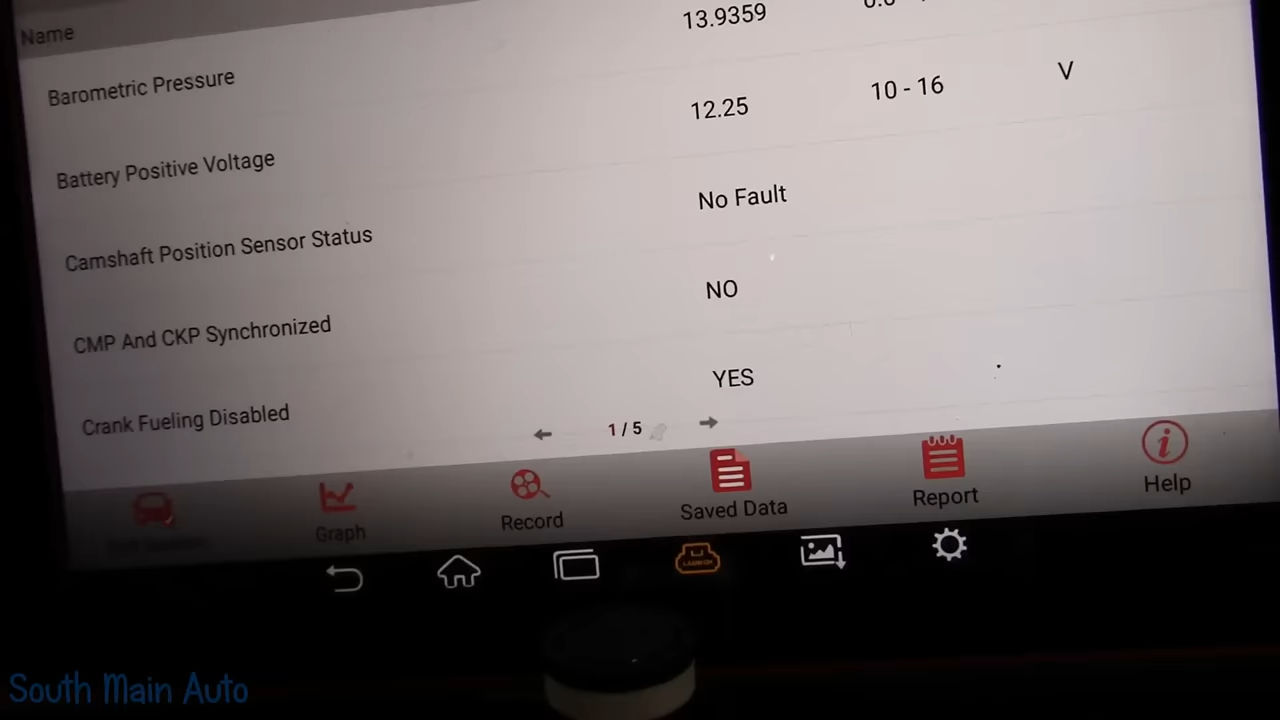 Name
Barometric Pressure 13.9359
Battery Positive Voltage 12.25 10 - 16 V
Camshaft Position Sensor Status No Fault
CMP And CKP Synchronized NO
Crank Fueling Disabled YES
1 / 5
Graph Record Saved Data Report Help
LAUNCH
South Main Auto